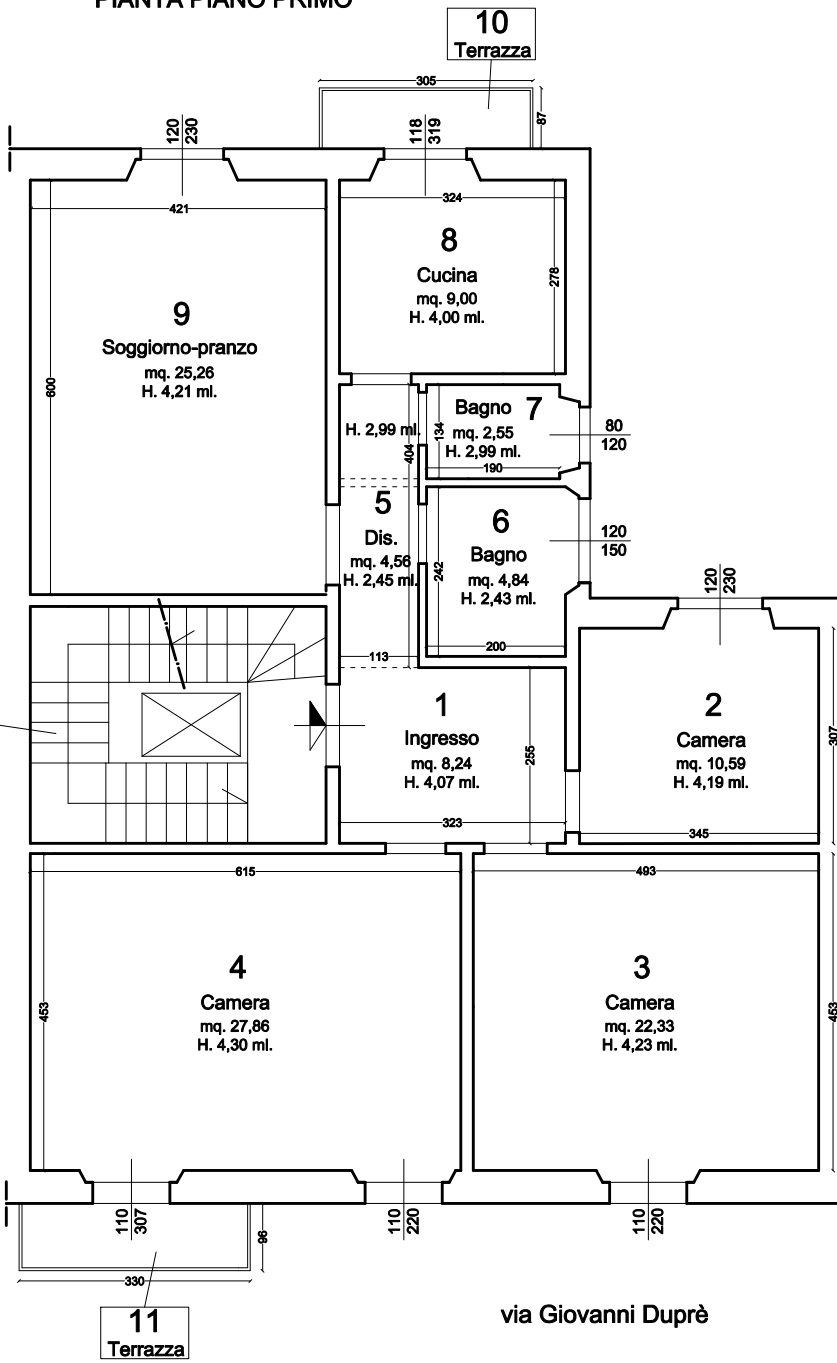 PIANTA PIANO PRIMO
10
Terrazza
305
87
120
230
118
319
421
324
8
Cucina
mq. 9,00
H. 4,00 ml.
278
9
Soggiorno-pranzo
mq. 25,26
H. 4,21 ml.
600
H. 2,99 ml.
404
134
Bagno 7
mq. 2,55
H. 2,99 ml.
190
80
120
5
Dis.
mq. 4,56
H. 2,45 ml.
242
6
Bagno
mq. 4,84
H. 2,43 ml.
200
120
150
120
230
113
1
Ingresso
mq. 8,24
H. 4,07 ml.
255
323
2
Camera
mq. 10,59
H. 4,19 ml.
307
345
615
493
4
Camera
mq. 27,86
H. 4,30 ml.
453
3
Camera
mq. 22,33
H. 4,23 ml.
453
110
307
110
220
110
220
96
330
11
Terrazza
via Giovanni Duprè